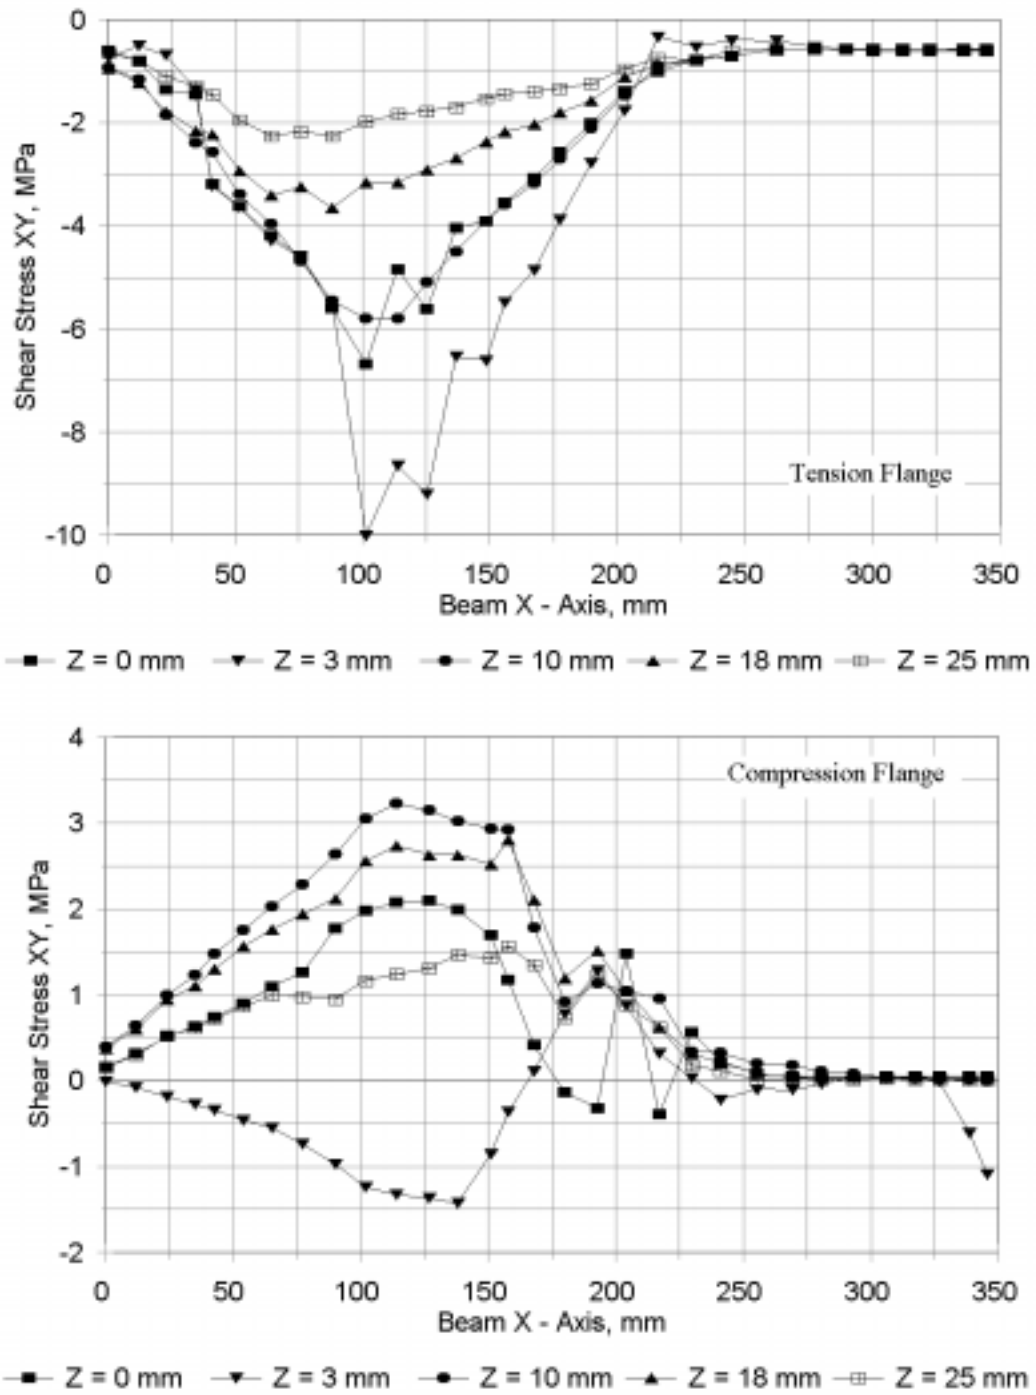 0
-2
-4
-6
-8
-10
Shear Stress XY, MPa
Tension Flange
0 50 100 150 200 250 300 350
Beam X - Axis, mm
Z = 0 mm Z = 3 mm Z = 10 mm Z = 18 mm Z = 25 mm
4
3
2
1
0
-1
-2
Shear Stress XY, MPa
Compression Flange
0 50 100 150 200 250 300 350
Beam X - Axis, mm
Z = 0 mm Z = 3 mm Z = 10 mm Z = 18 mm Z = 25 mm